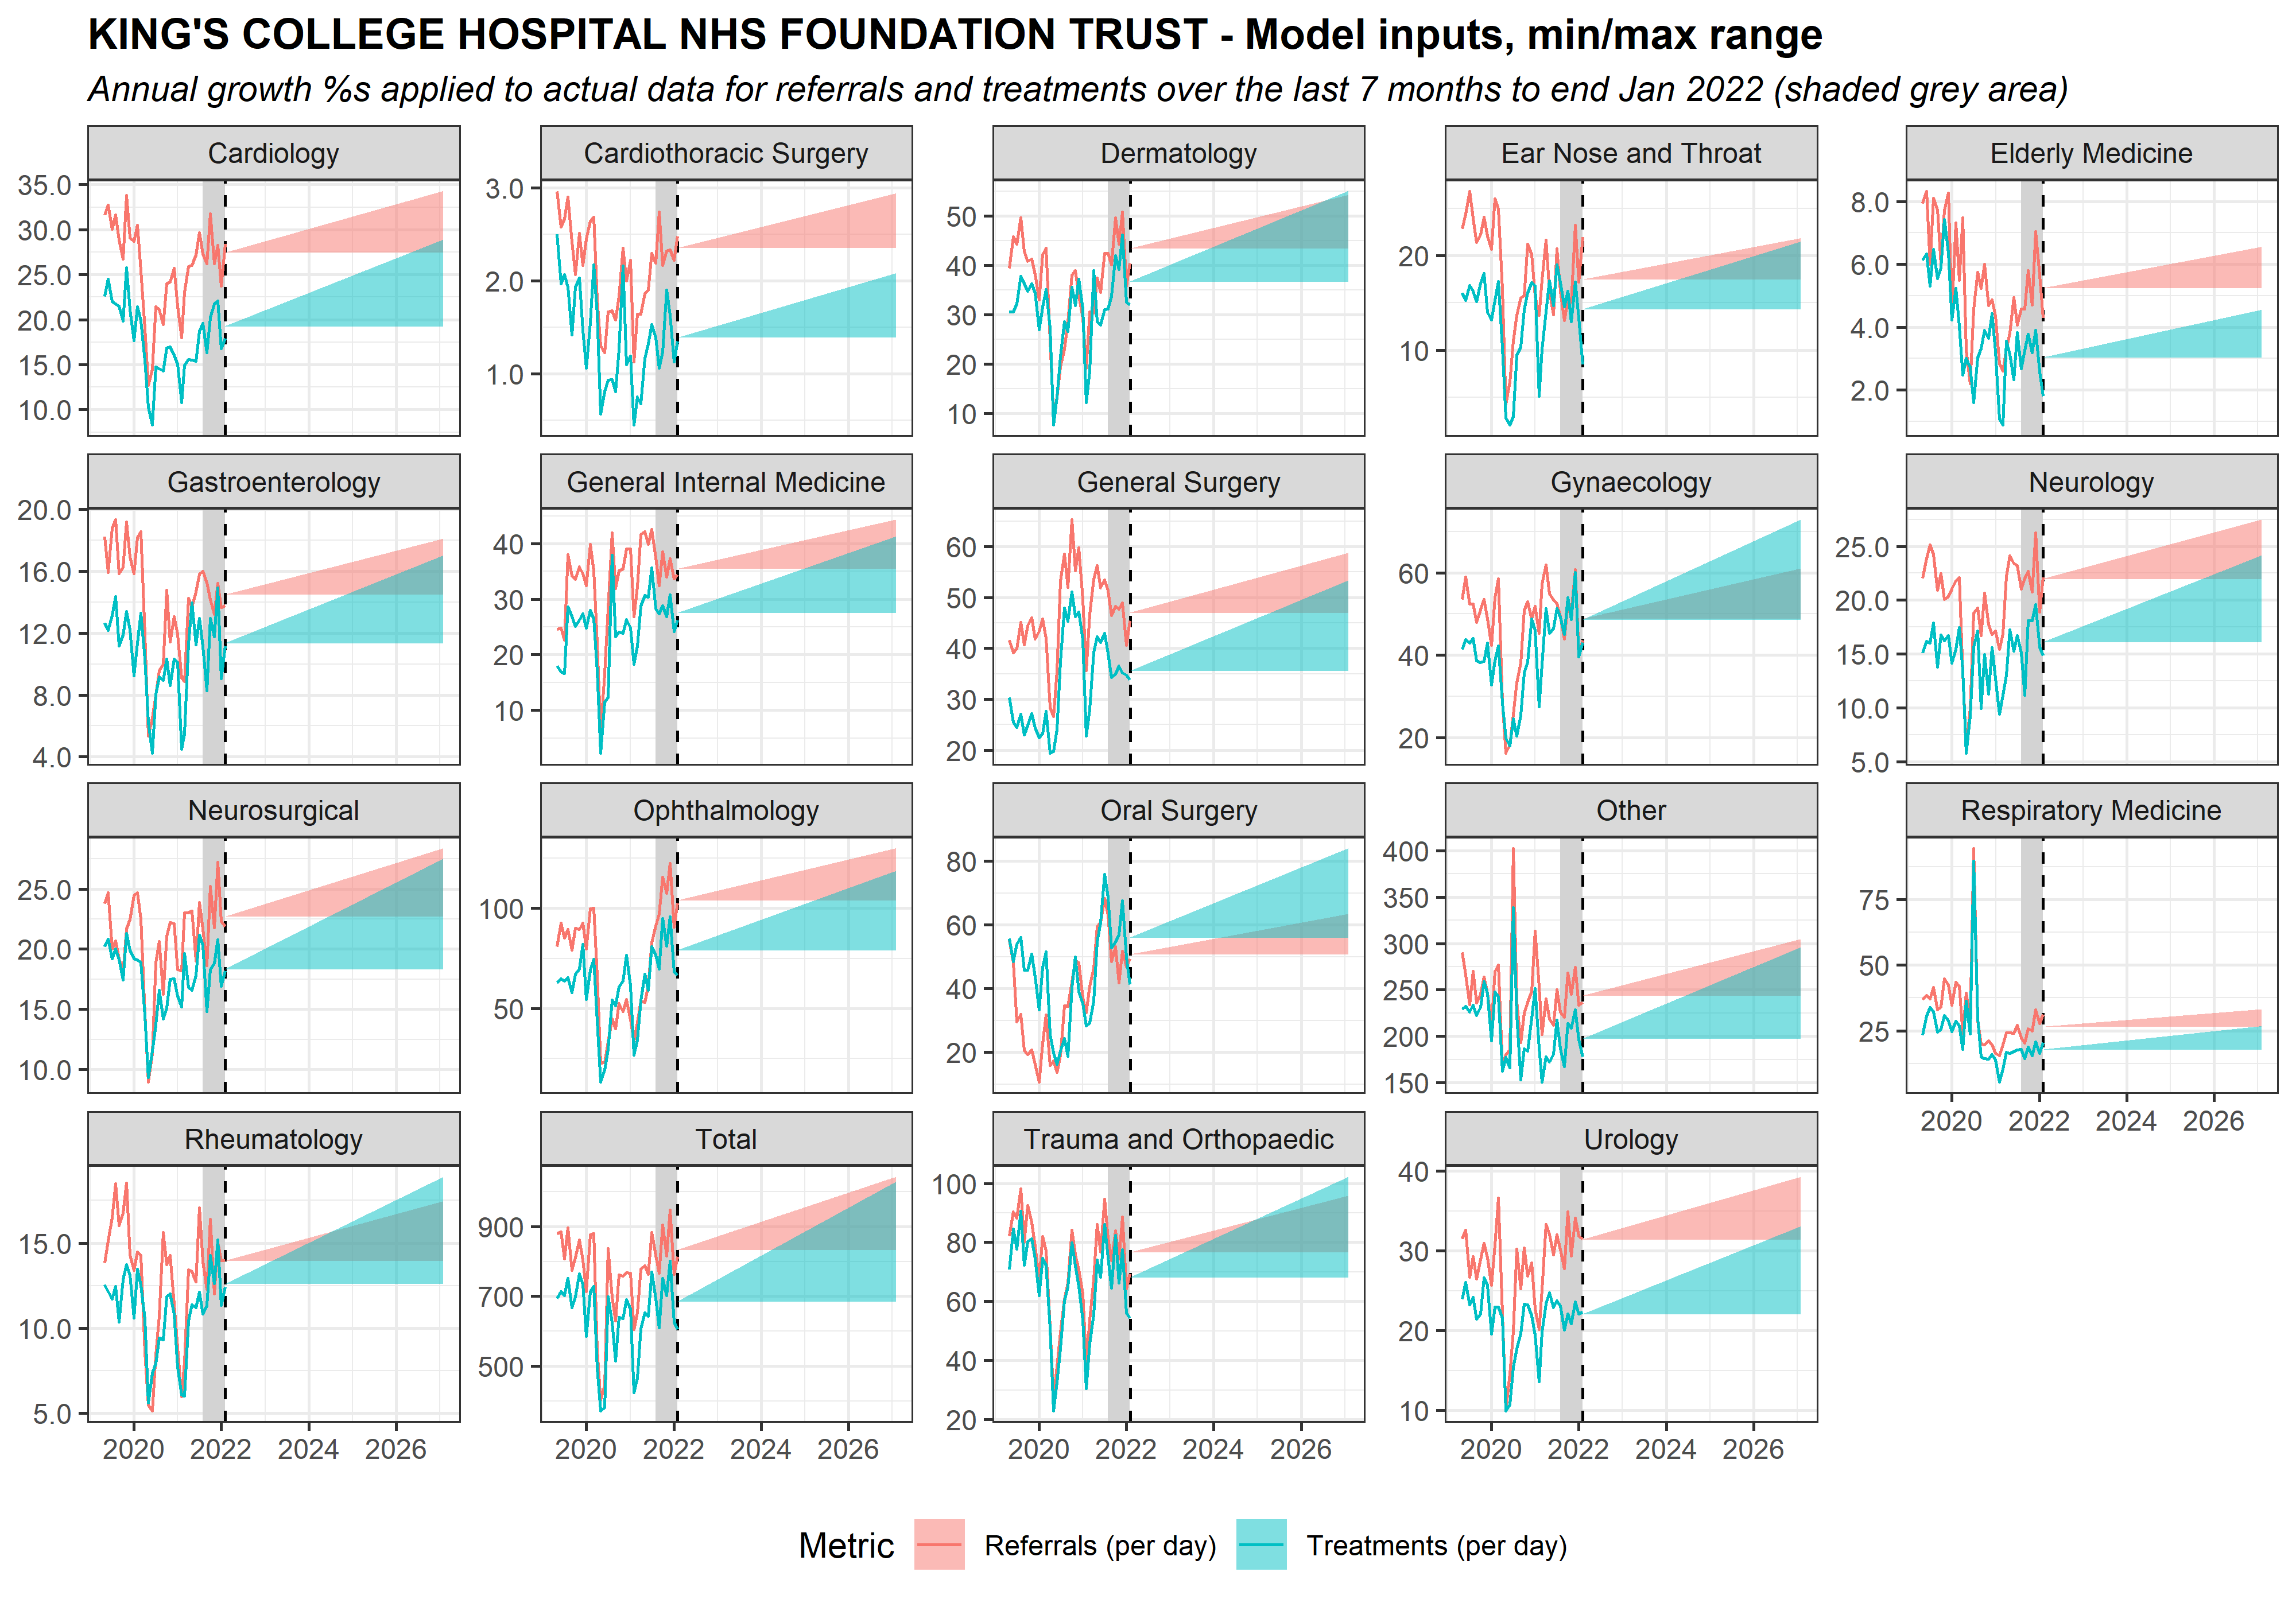 KING'S COLLEGE HOSPITAL NHS FOUNDATION TRUST - Model inputs, min/max range
Annual growth %s applied to actual data for referrals and treatments over the last 7 months to end Jan 2022 (shaded grey area)
Cardiology
35.0
30.0
25.0
20.0
15.0
10.0
Cardiothoracic Surgery
3.0
2.0
1.0
Dermatology
50
40
30
20
10
Ear Nose and Throat
20
10
Elderly Medicine
8.0
6.0
4.0
2.0
Gastroenterology
20.0
16.0
12.0
8.0
4.0
General Internal Medicine
40
30
20
10
General Surgery
60
50
40
30
20
Gynaecology
60
40
20
Neurology
25.0
20.0
15.0
10.0
5.0
Neurosurgical
25.0
20.0
15.0
10.0
Ophthalmology
100
50
Oral Surgery
80
60
40
20
Other
400
350
300
250
200
150
Respiratory Medicine
75
50
25
2020 2022 2024 2026
Rheumatology
15.0
10.0
5.0
2020 2022 2024 2026
Total
900
700
500
2020 2022 2024 2026
Trauma and Orthopaedic
100
80
60
40
20
2020 2022 2024 2026
Urology
40
30
20
10
2020 2022 2024 2026
Metric Referrals (per day) Treatments (per day)